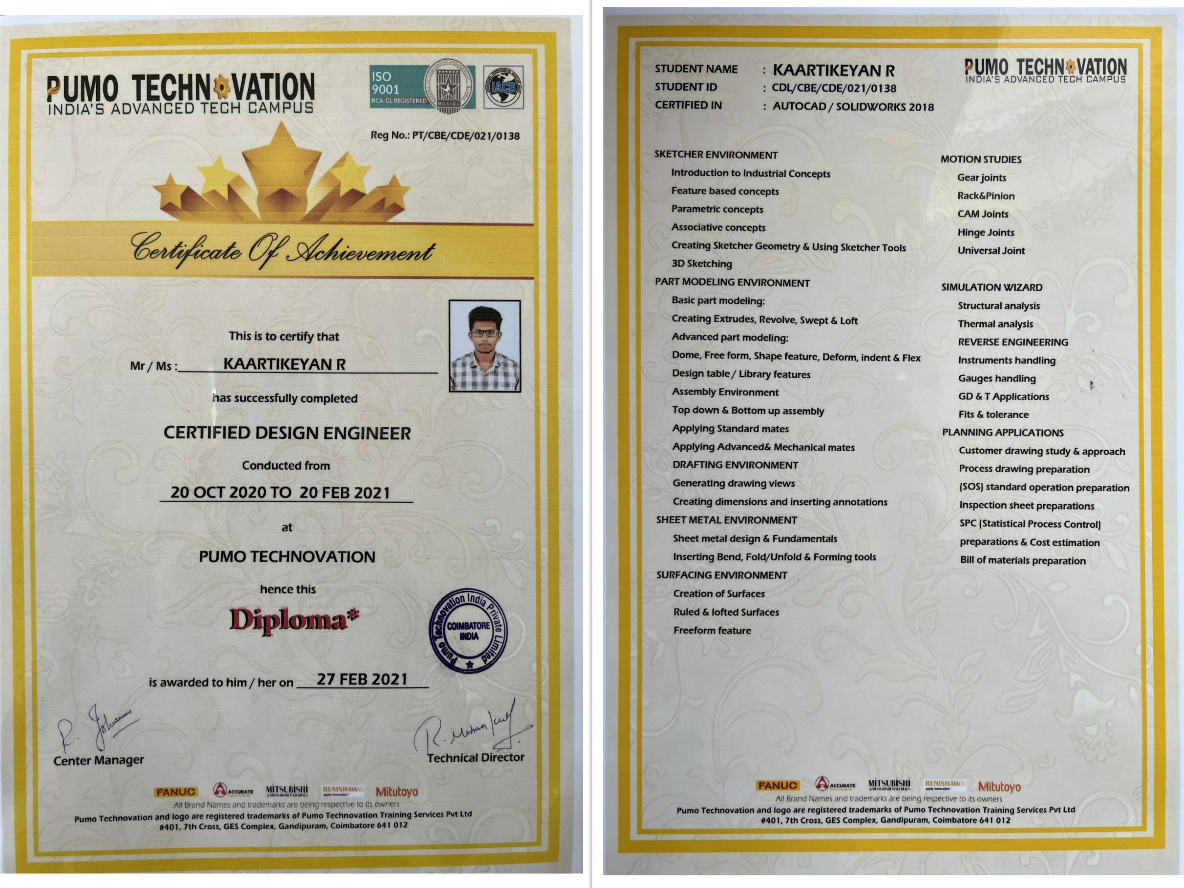 PUMO TECHNOVATION
INDIA'S ADVANCED TECH CAMPUS
ISO
9001
BCA-GL REGISTERED
IACB
Reg No.: PT/CBE/CDE/021/0138
Certificate Of Achievement
This is to certify that
Mr / Ms : KAARTIKEYAN R
has successfully completed
CERTIFIED DESIGN ENGINEER
Conducted from
20 OCT 2020 TO 20 FEB 2021
at
PUMO TECHNOVATION
hence this
Diploma*
Pumo Technovation India Private Limited
COIMBATORE
INDIA
is awarded to him / her on 27 FEB 2021
Center Manager
Technical Director
FANUC ACCURATE MITSUBISHI RENISHAW Mitutoyo
All Brand Names and trademarks are being respective to its owners
Pumo Technovation and logo are registered trademarks of Pumo Technovation Training Services Pvt Ltd
#401, 7th Cross, GES Complex, Gandipuram, Coimbatore 641 012
STUDENT NAME : KAARTIKEYAN R
STUDENT ID : CDL/CBE/CDE/021/0138
CERTIFIED IN : AUTOCAD / SOLIDWORKS 2018
PUMO TECHNOVATION
INDIA'S ADVANCED TECH CAMPUS
SKETCHER ENVIRONMENT
Introduction to Industrial Concepts
Feature based concepts
Parametric concepts
Associative concepts
Creating Sketcher Geometry & Using Sketcher Tools
3D Sketching
PART MODELING ENVIRONMENT
Basic part modeling:
Creating Extrudes, Revolve, Swept & Loft
Advanced part modeling:
Dome, Free form, Shape feature, Deform, indent & Flex
Design table / Library features
Assembly Environment
Top down & Bottom up assembly
Applying Standard mates
Applying Advanced& Mechanical mates
DRAFTING ENVIRONMENT
Generating drawing views
Creating dimensions and inserting annotations
SHEET METAL ENVIRONMENT
Sheet metal design & Fundamentals
Inserting Bend, Fold/Unfold & Forming tools
SURFACING ENVIRONMENT
Creation of Surfaces
Ruled & lofted Surfaces
Freeform feature
MOTION STUDIES
Gear joints
Rack&Pinion
CAM Joints
Hinge Joints
Universal Joint
SIMULATION WIZARD
Structural analysis
Thermal analysis
REVERSE ENGINEERING
Instruments handling
Gauges handling
GD & T Applications
Fits & tolerance
PLANNING APPLICATIONS
Customer drawing study & approach
Process drawing preparation
(SOS) standard operation preparation
Inspection sheet preparations
SPC (Statistical Process Control)
preparations & Cost estimation
Bill of materials preparation
FANUC ACCURATE MITSUBISHI RENISHAW Mitutoyo
All Brand Names and trademarks are being respective to its owners
Pumo Technovation and logo are registered trademarks of Pumo Technovation Training Services Pvt Ltd
#401, 7th Cross, GES Complex, Gandipuram, Coimbatore 641 012